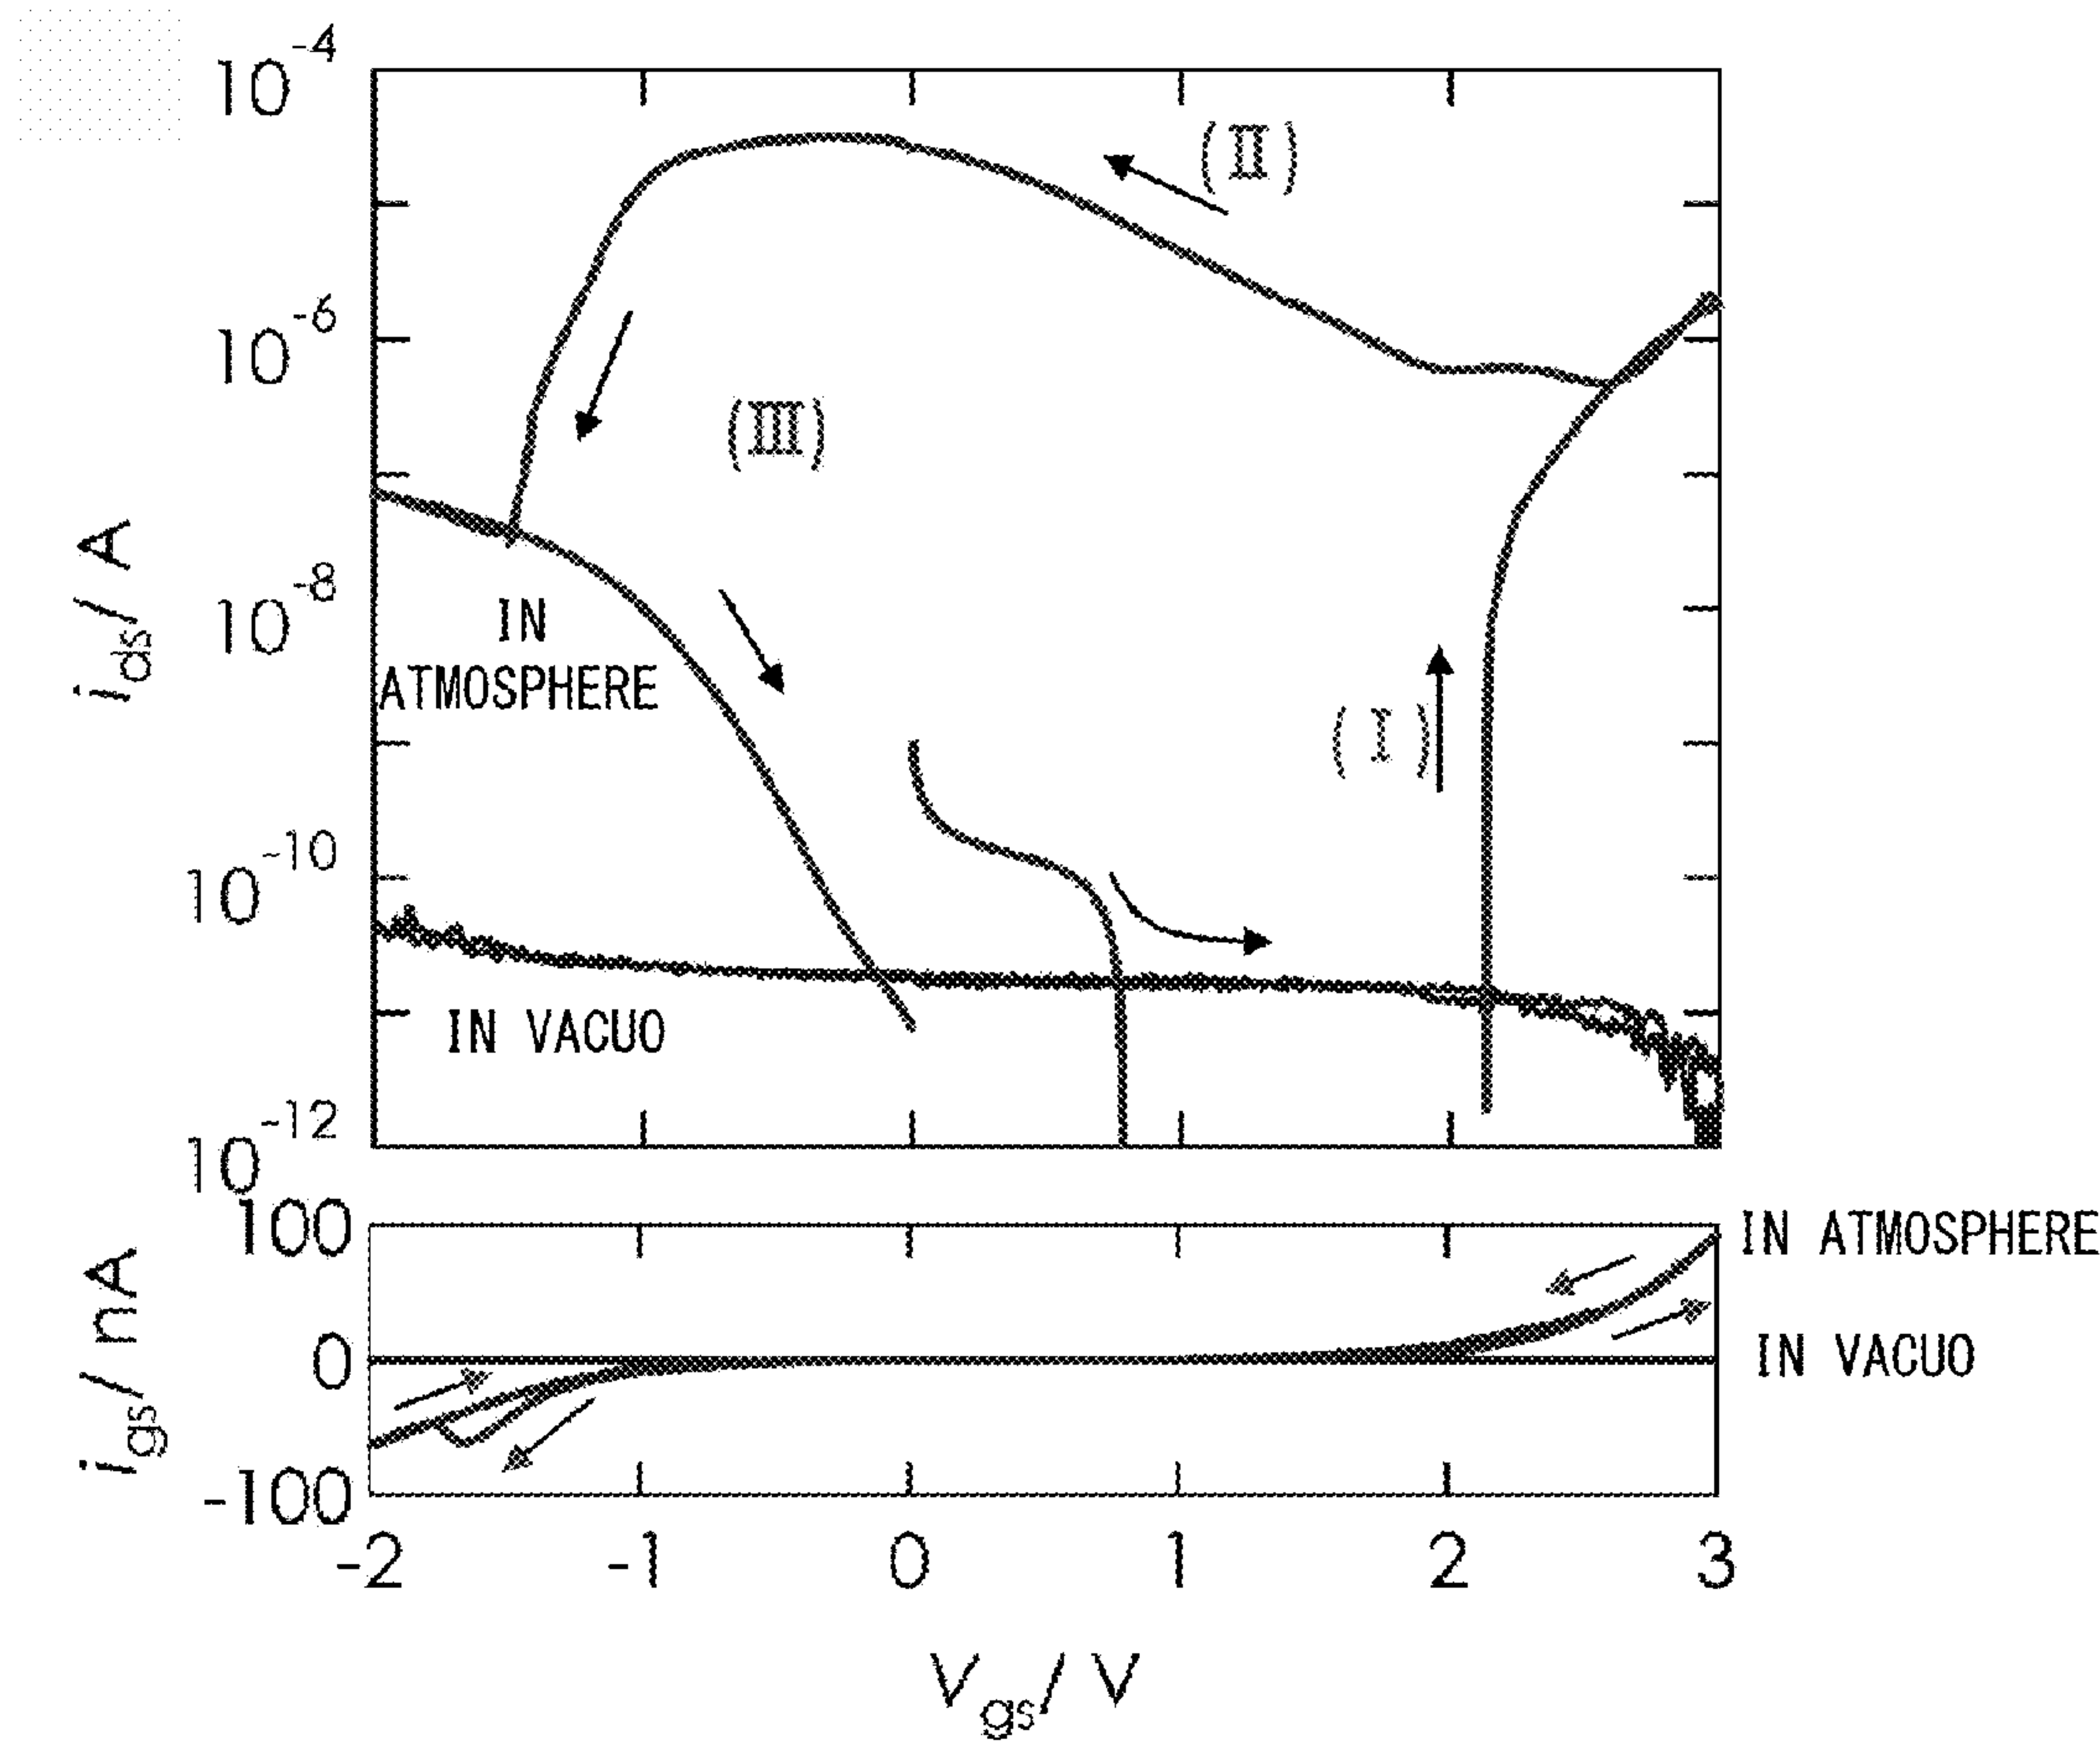 10^-4
(II)
10^-6
(III)
i_ds/ A
10^-8
IN
ATMOSPHERE
(I)
10^-10
IN VACUO
10^-12
100
IN ATMOSPHERE
i_gs/ nA
0
IN VACUO
-100
-2 -1 0 1 2 3
V_gs/ V